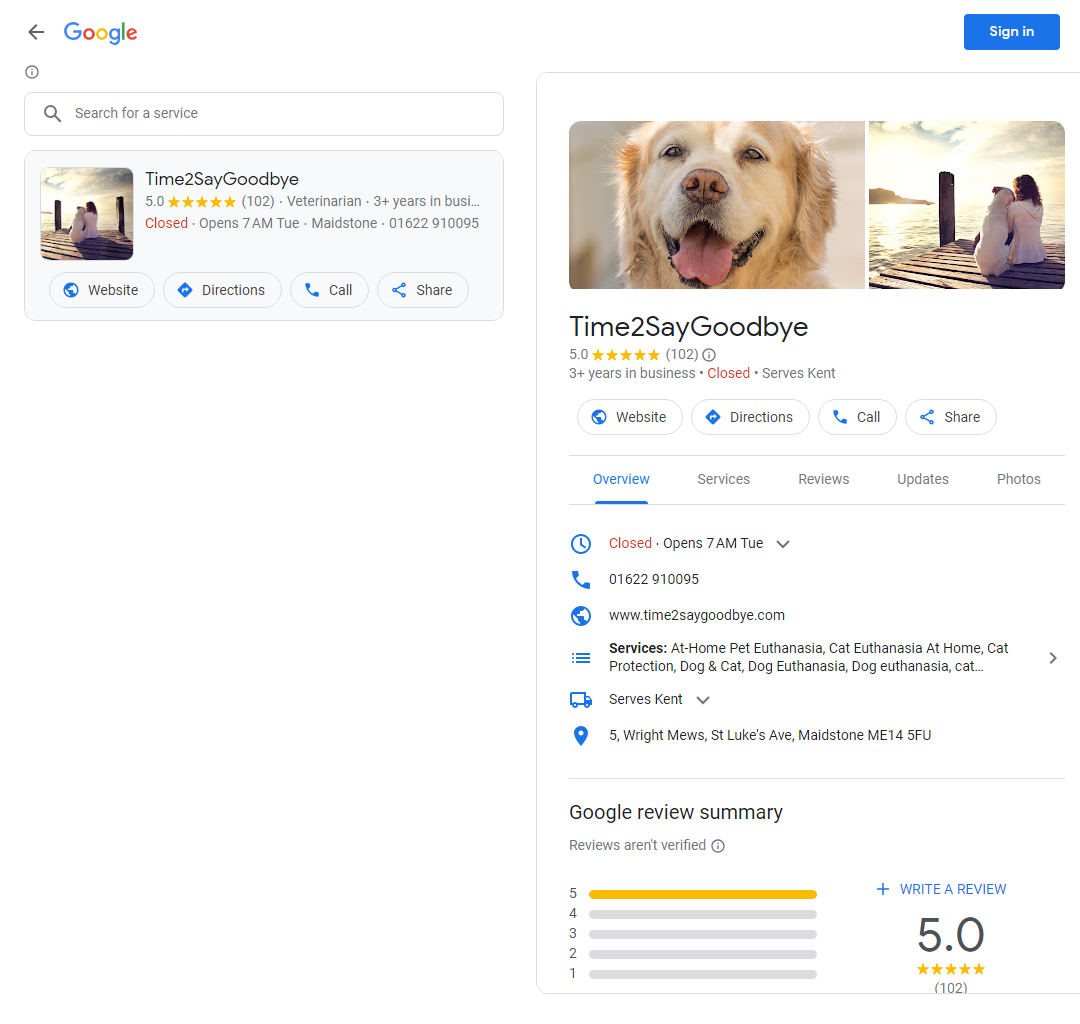 Google
Sign in
Search for a service
Time2SayGoodbye
5.0 (102) · Veterinarian · 3+ years in busi...
Closed · Openns 7 AM Tue · Maidstone · 01622 910095
Website
Directions
Call
Share
Time2SayGoodbye
5.0 (102)
3+ years in business • Closed • Serves Kent
Website
Directions
Call
Share
Overview
Services
Reviews
Updates
Photos
Closed · Opens 7 AM Tue
01622 910095
www.time2saygoodbye.com
Services: At-Home Pet Euthanasia, Cat Euthanasia At Home, Cat
Protection, Dog & Cat, Dog Euthanasia, Dog euthanasia, cat...
Serves Kent
5, Wright Mews, St Luke's Ave, Maidstone ME14 5FU
Google review summary
Reviews aren't verified
5
4
3
2
1
WRITE A REVIEW
5.0
(102)